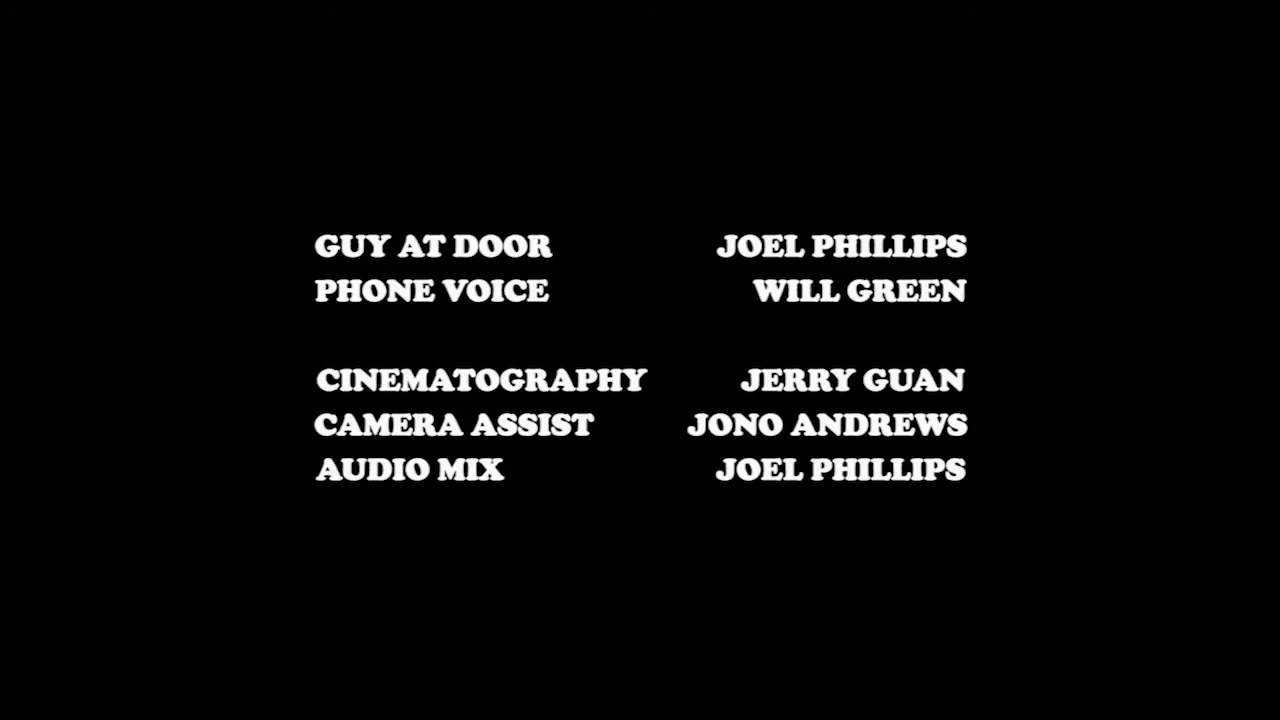 GUY AT DOOR JOEL PHILLIPS
PHONE VOICE WILL GREEN
CINEMATOGRAPHY JERRY GUAN
CAMERA ASSIST JONO ANDREWS
AUDIO MIX JOEL PHILLIPS